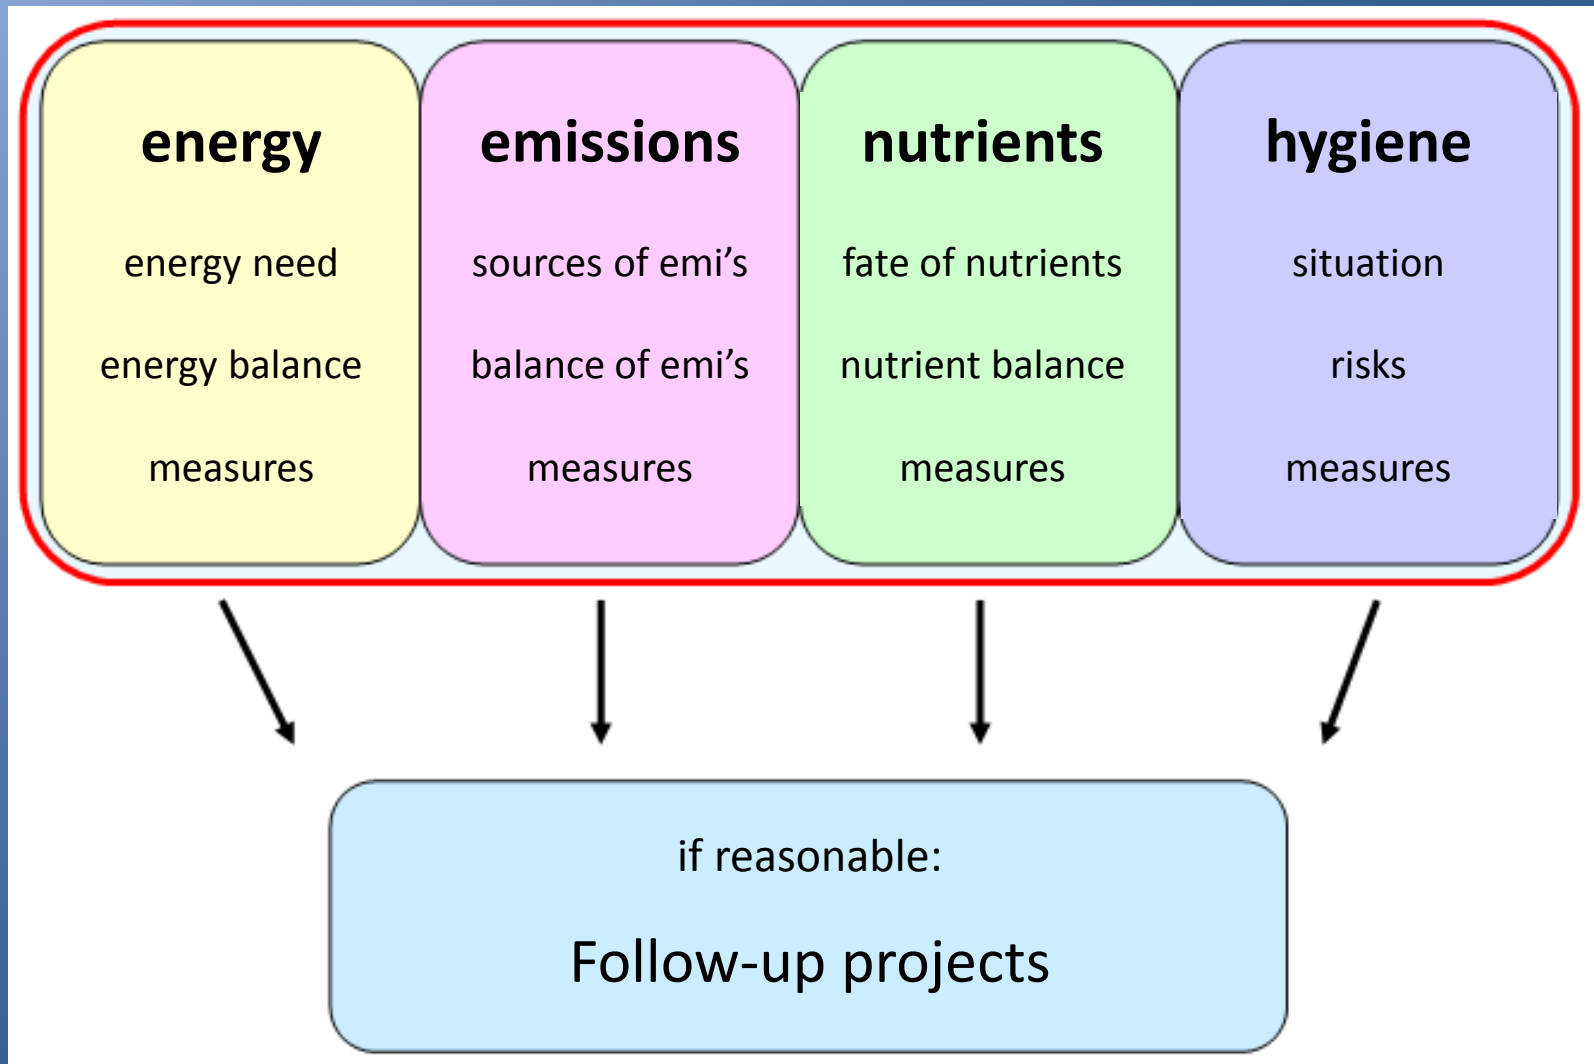 energy
energy need
energy balance
measures
emissions
sources of emi’s
balance of emi’s
measures
nutrients
fate of nutrients
nutrient balance
measures
hygiene
situation
risks
measures
if reasonable:
Follow-up projects